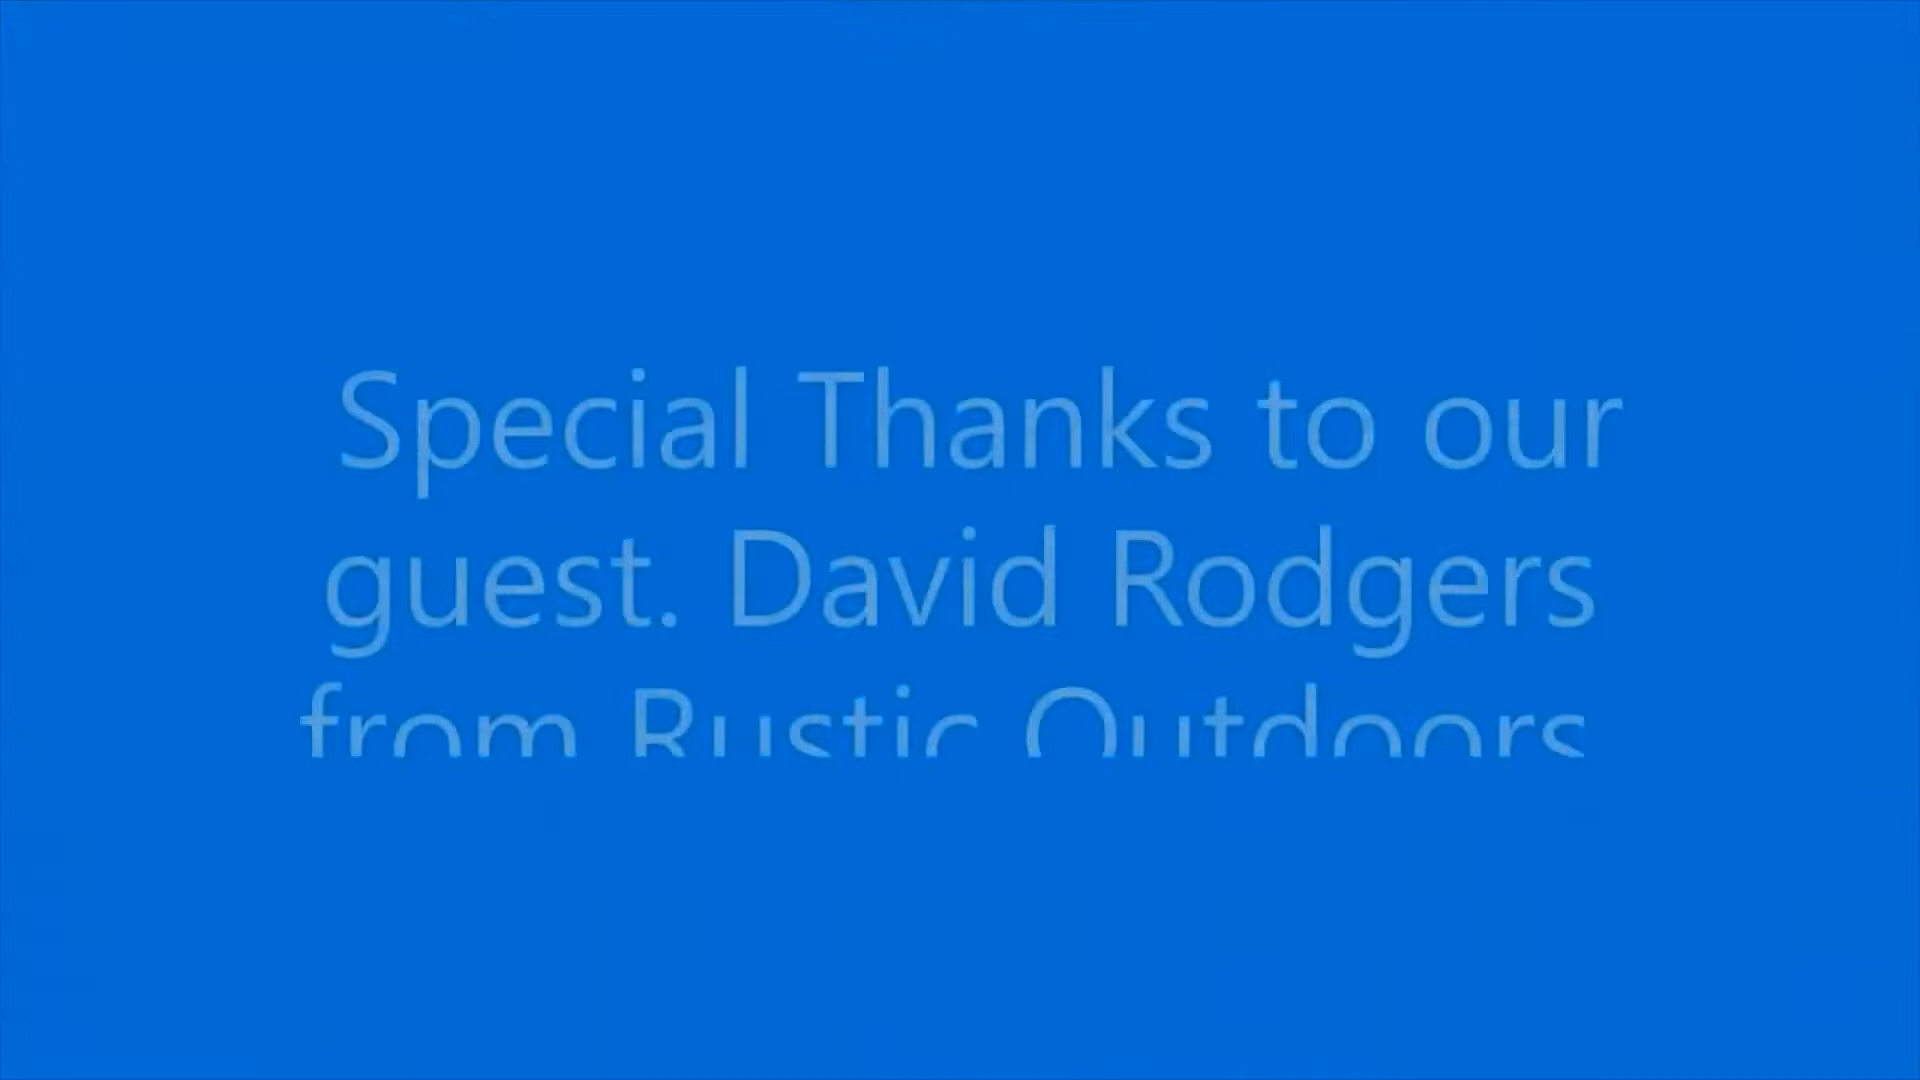 Special Thanks to our
guest. David Rodgers
from Rustic Outdoors